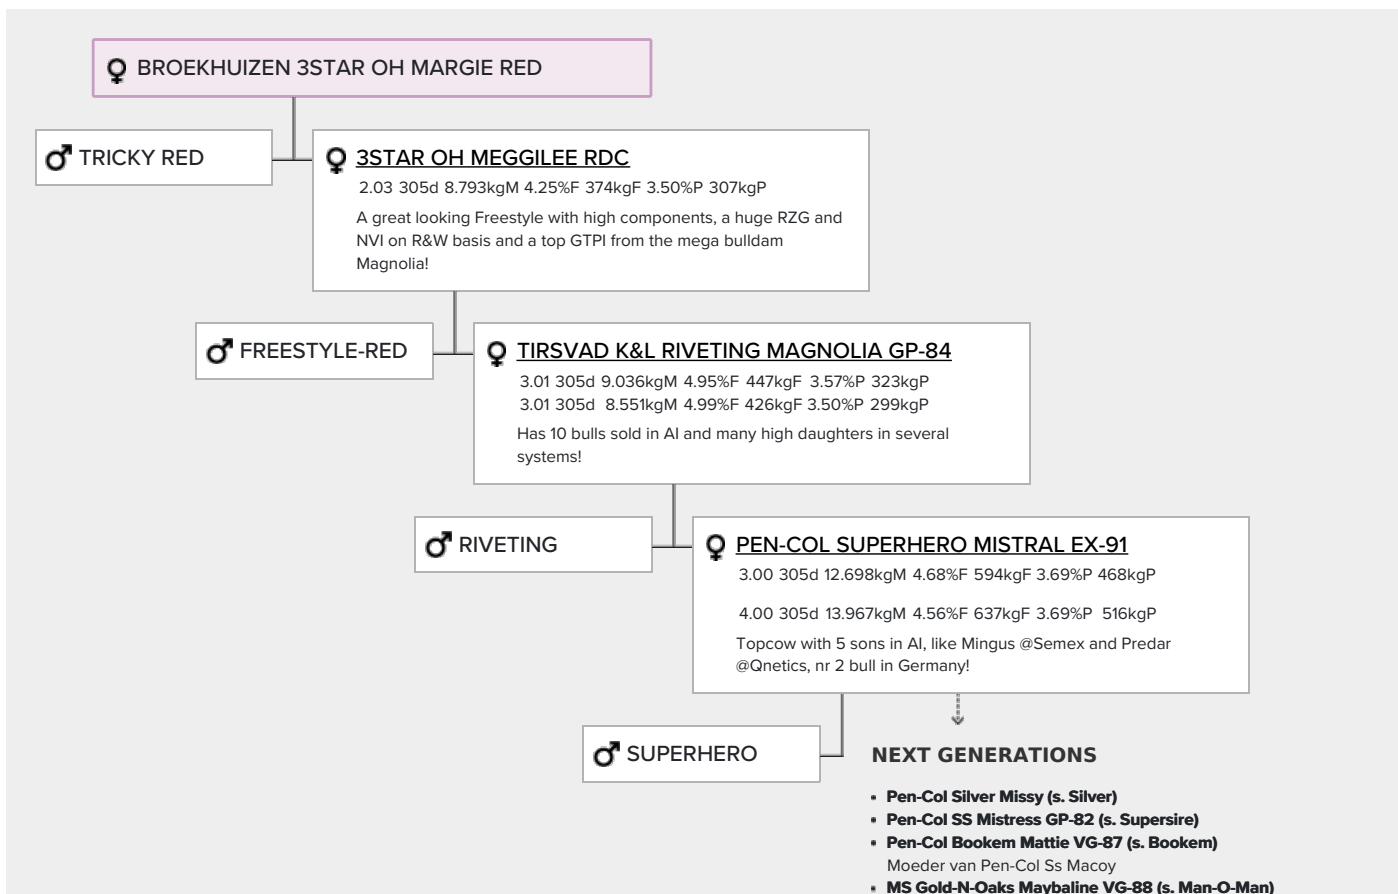 BROEKHUIZEN 3STAR OH MARGIE RED
TRICKY RED
3STAR OH MEGGILEE RDC
2.03 305d 8.793kgM 4.25%F 374kgF 3.50%P 307kgP
A great looking Freestyle with high components, a huge RZG and
NVI on R&W basis and a top GTPI from the mega bulldam
Magnolia!
FREESTYLE-RED
TIRSVAD K&L RIVETING MAGNOLIA GP-84
3.01 305d 9.036kgM 4.95%F 447kgF 3.57%P 323kgP
3.01 305d 8.551kgM 4.99%F 426kgF 3.50%P 299kgP
Has 10 bulls sold in AI and many high daughters in several
systems!
RIVETING
PEN-COL SUPERHERO MISTRAL EX-91
3.00 305d 12.698kgM 4.68%F 594kgF 3.69%P 468kgP
4.00 305d 13.967kgM 4.56%F 637kgF 3.69%P 516kgP
Topcow with 5 sons in AI, like Mingus @Semex and Predar
@Qnetics, nr 2 bull in Germany!
SUPERHERO
NEXT GENERATIONS
• Pen-Col Silver Missy (s. Silver)
• Pen-Col SS Mistress GP-82 (s. Supersire)
• Pen-Col Bookem Mattie VG-87 (s. Bookem)
Moeder van Pen-Col Ss Macoy
• MS Gold-N-Oaks Maybaline VG-88 (s. Man-O-Man)